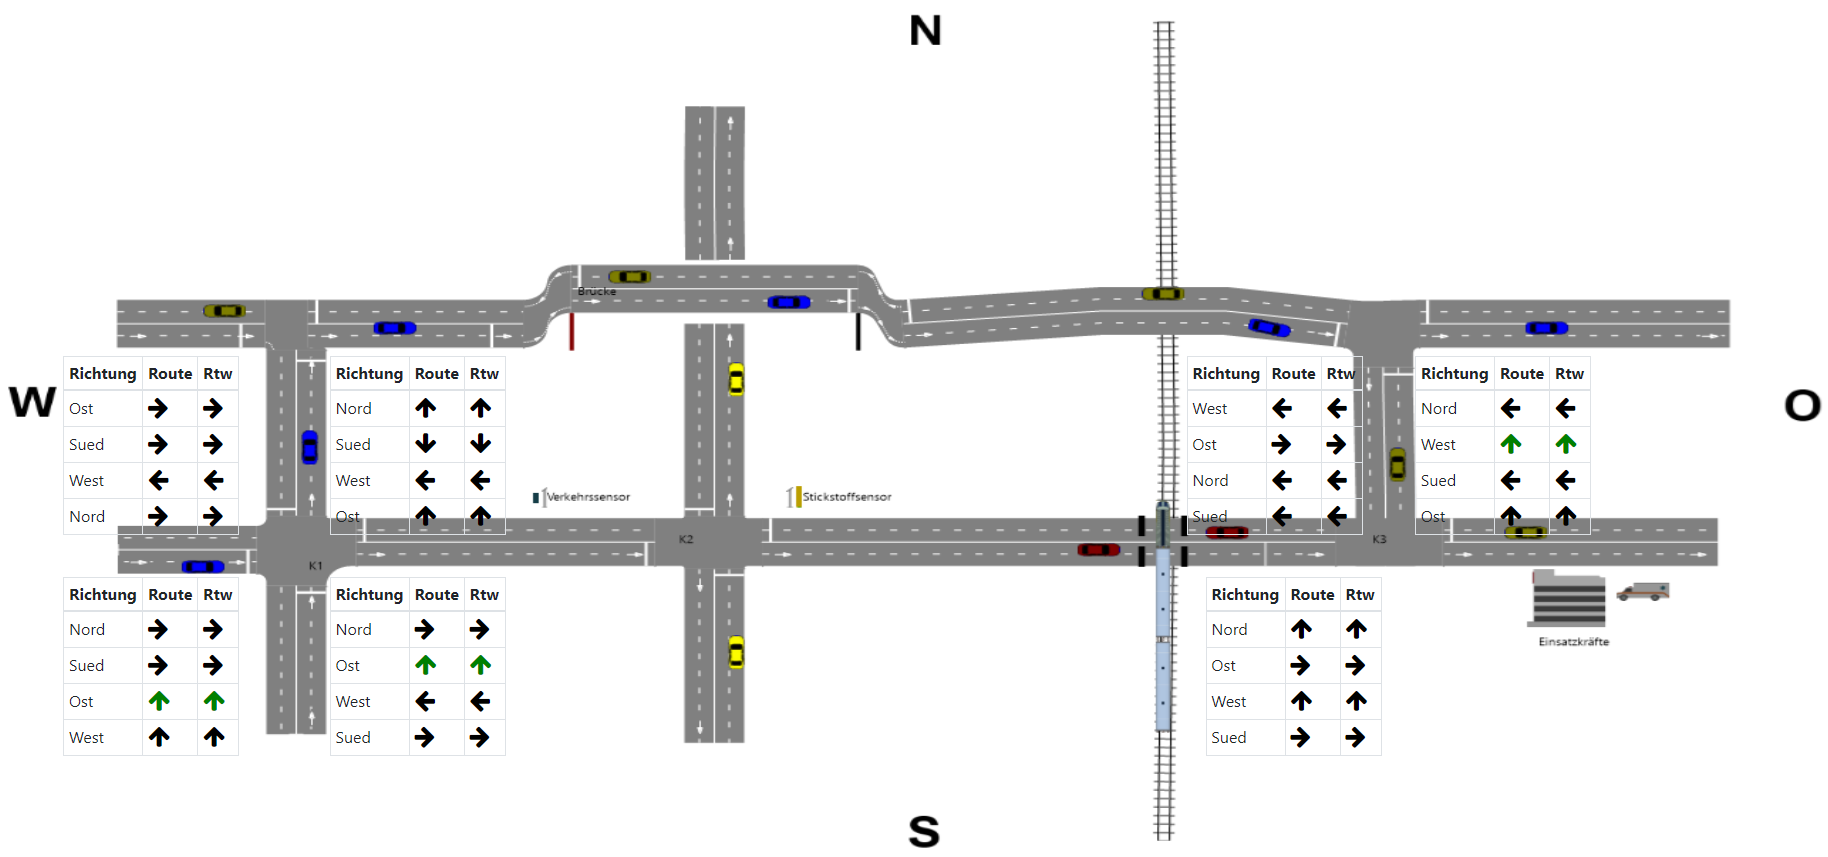 N
Brücke
W
O
Richtung Route Rtw
Ost
Sued
West
Nord
Richtung Route Rtw
Nord
Sued
West
Ost
Verkehrssensor
Stickstoffsensor
Richtung Route Rtw
West
Ost
Nord
Sued
Richtung Route Rtw
Nord
West
Sued
Ost
K1
K2
K3
Richtung Route Rtw
Nord
Sued
Ost
West
Richtung Route Rtw
Nord
Ost
West
Sued
Richtung Route Rtw
Nord
Ost
West
Sued
Einsatzkräfte
S